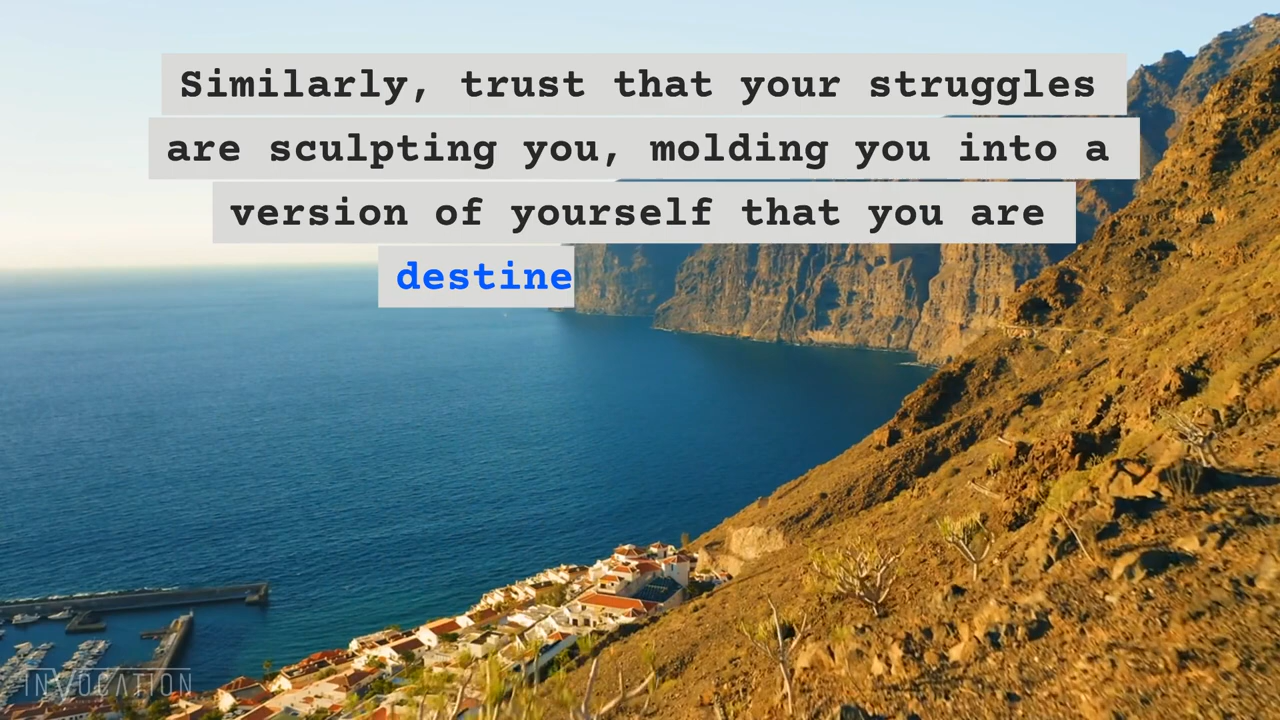 Similarly, trust that your struggles
are sculpting you, molding you into a
version of yourself that you are
destine
INVOCATION